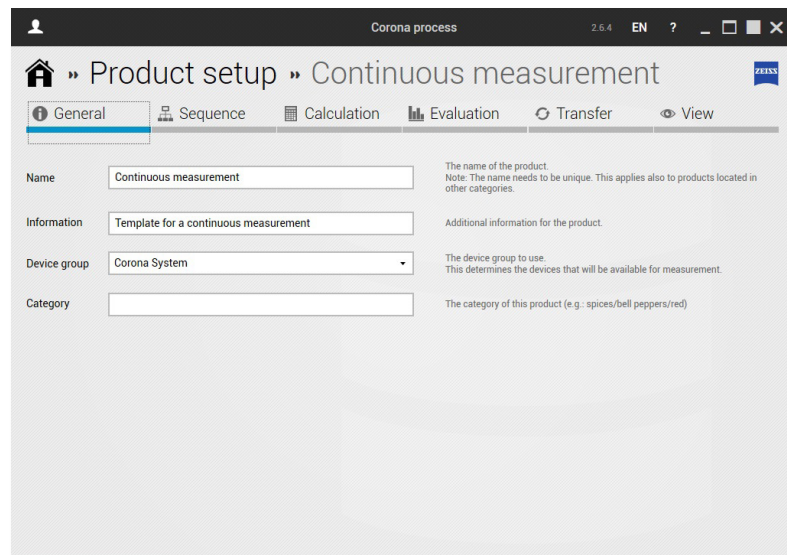 Corona process 2.6.4 EN ?
» Product setup » Continuous measurement
ZEISS
General Sequence Calculation Evaluation Transfer View
Name
Continuous measurement
The name of the product.
Note: The name needs to be unique. This applies also to products located in
other categories.
Information
Template for a continuous measurement
Additional information for the product.
Device group
Corona System
The device group to use.
This determines the devices that will be available for measurement.
Category
The category of this product (e.g.: spices/bell peppers/red)